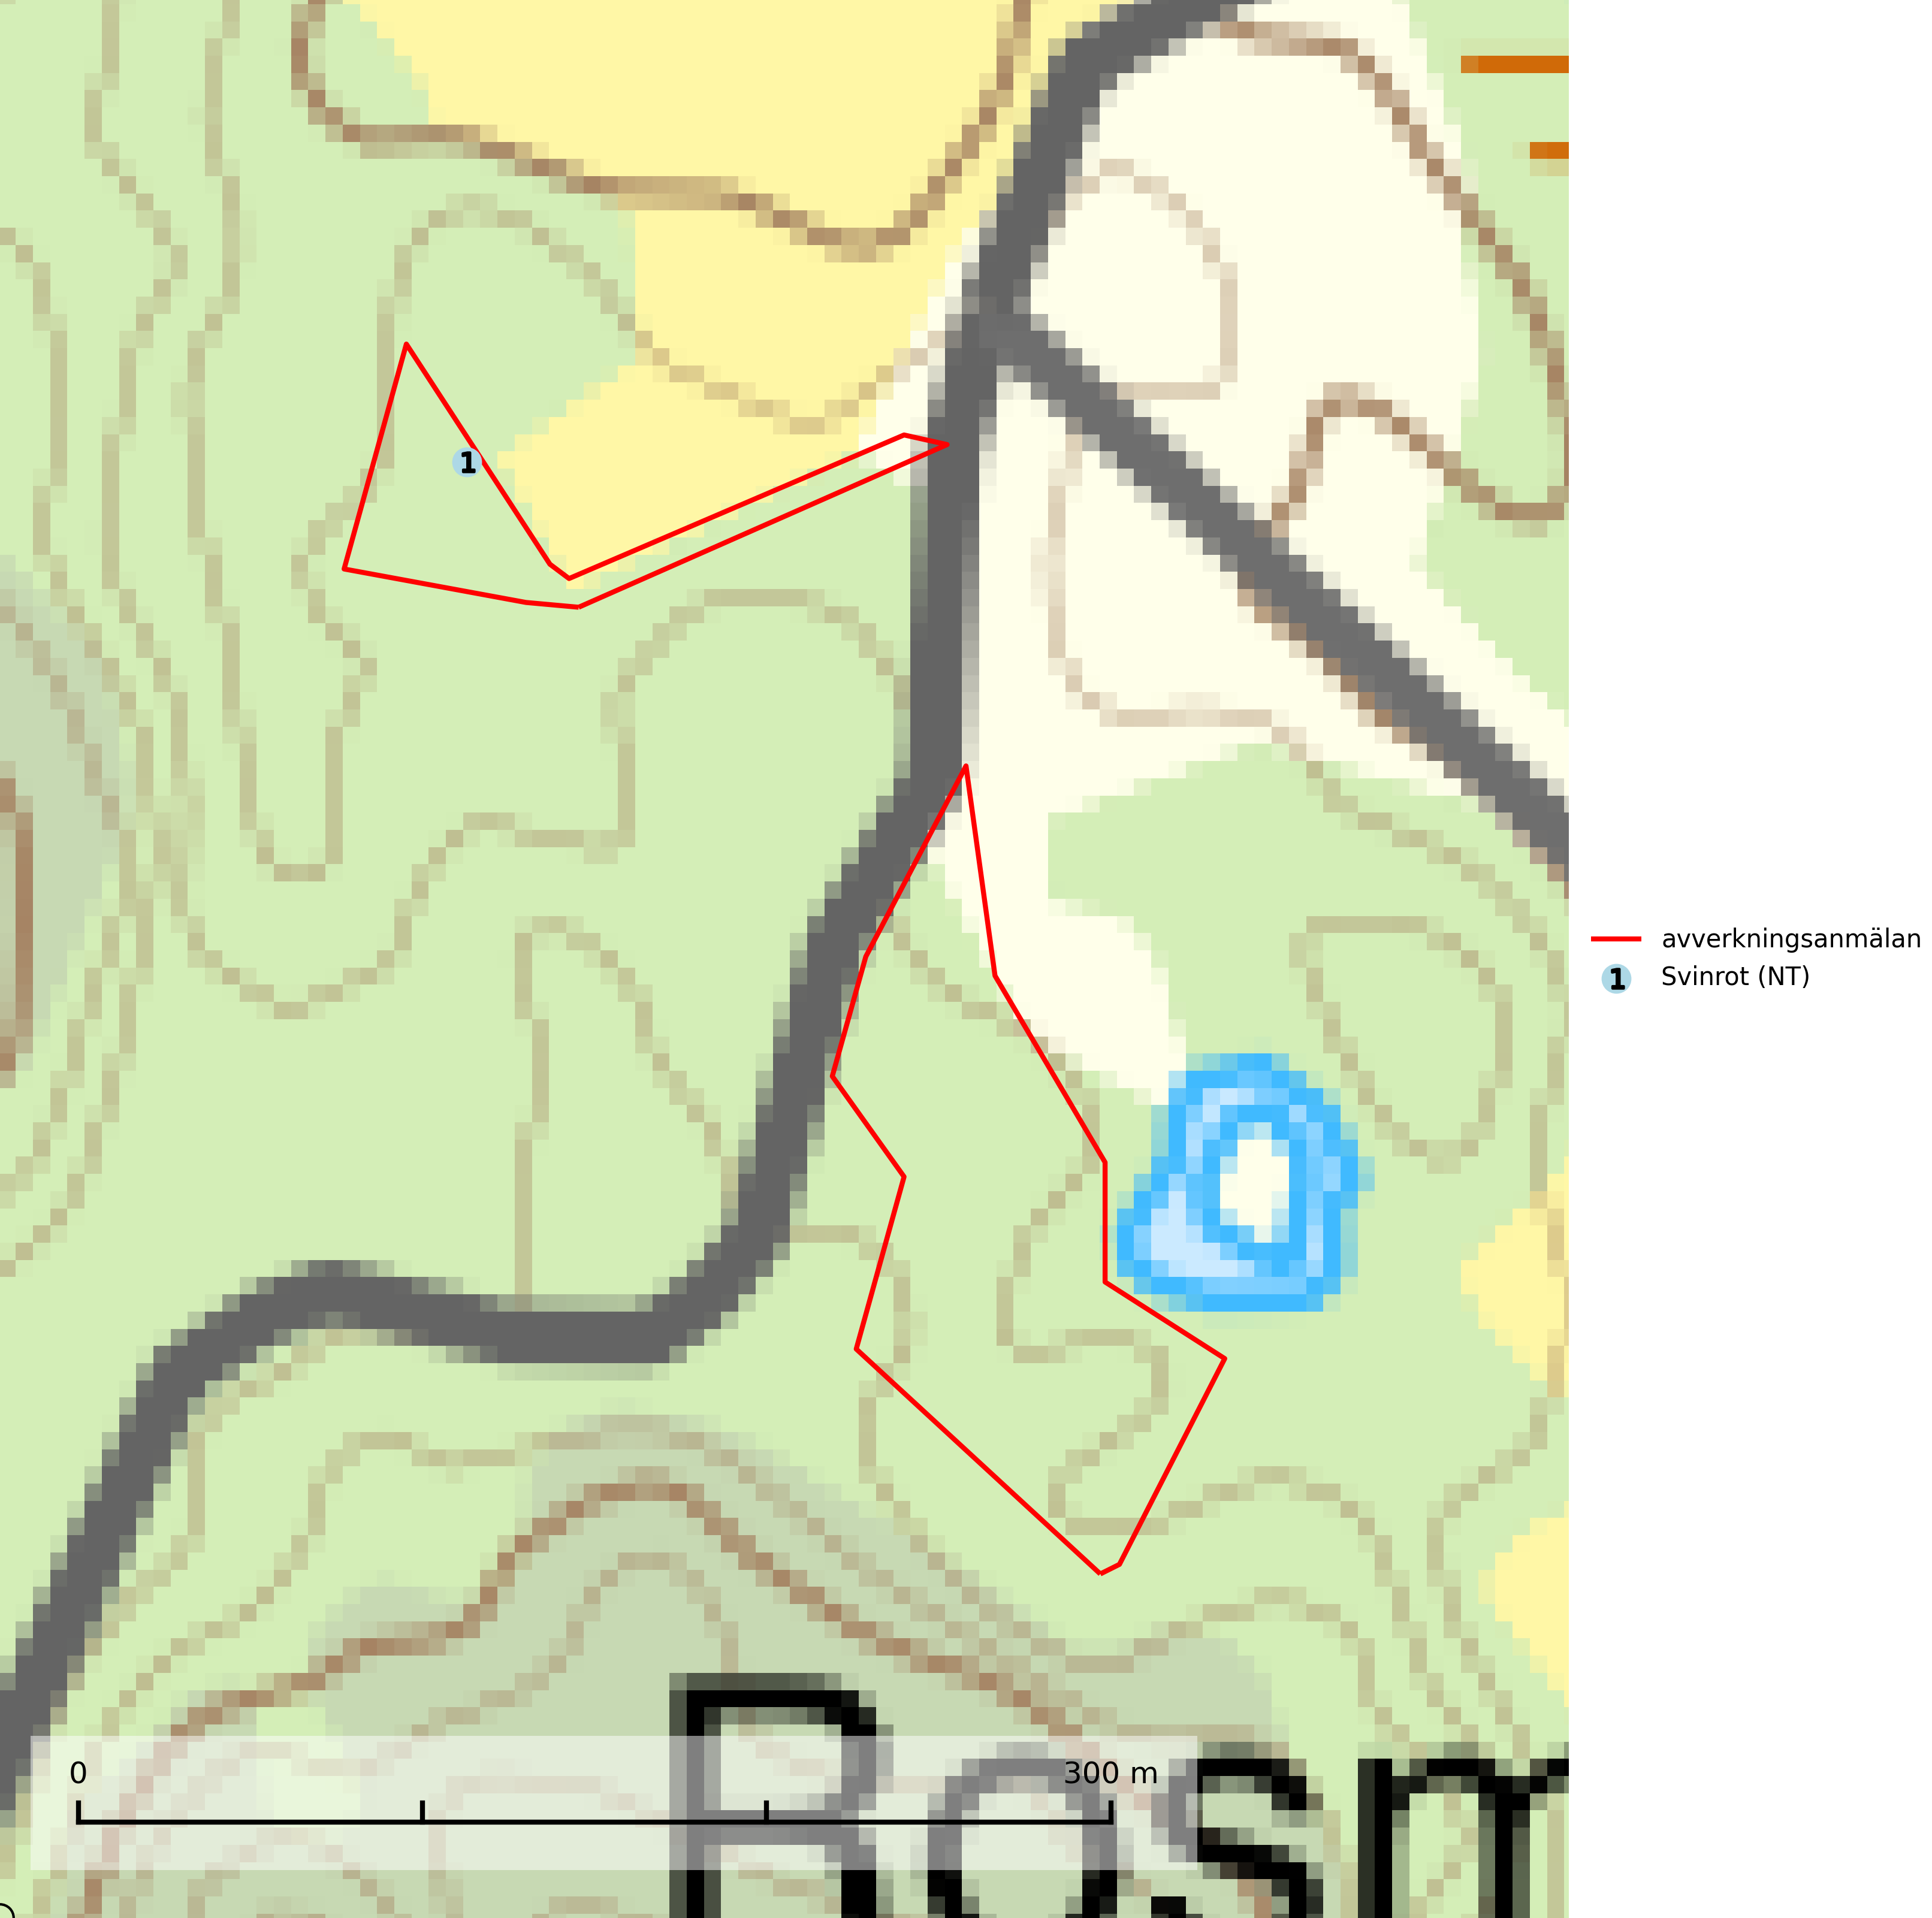 1
avverkningsanmälan
1 Svinrot (NT)
0 300 m